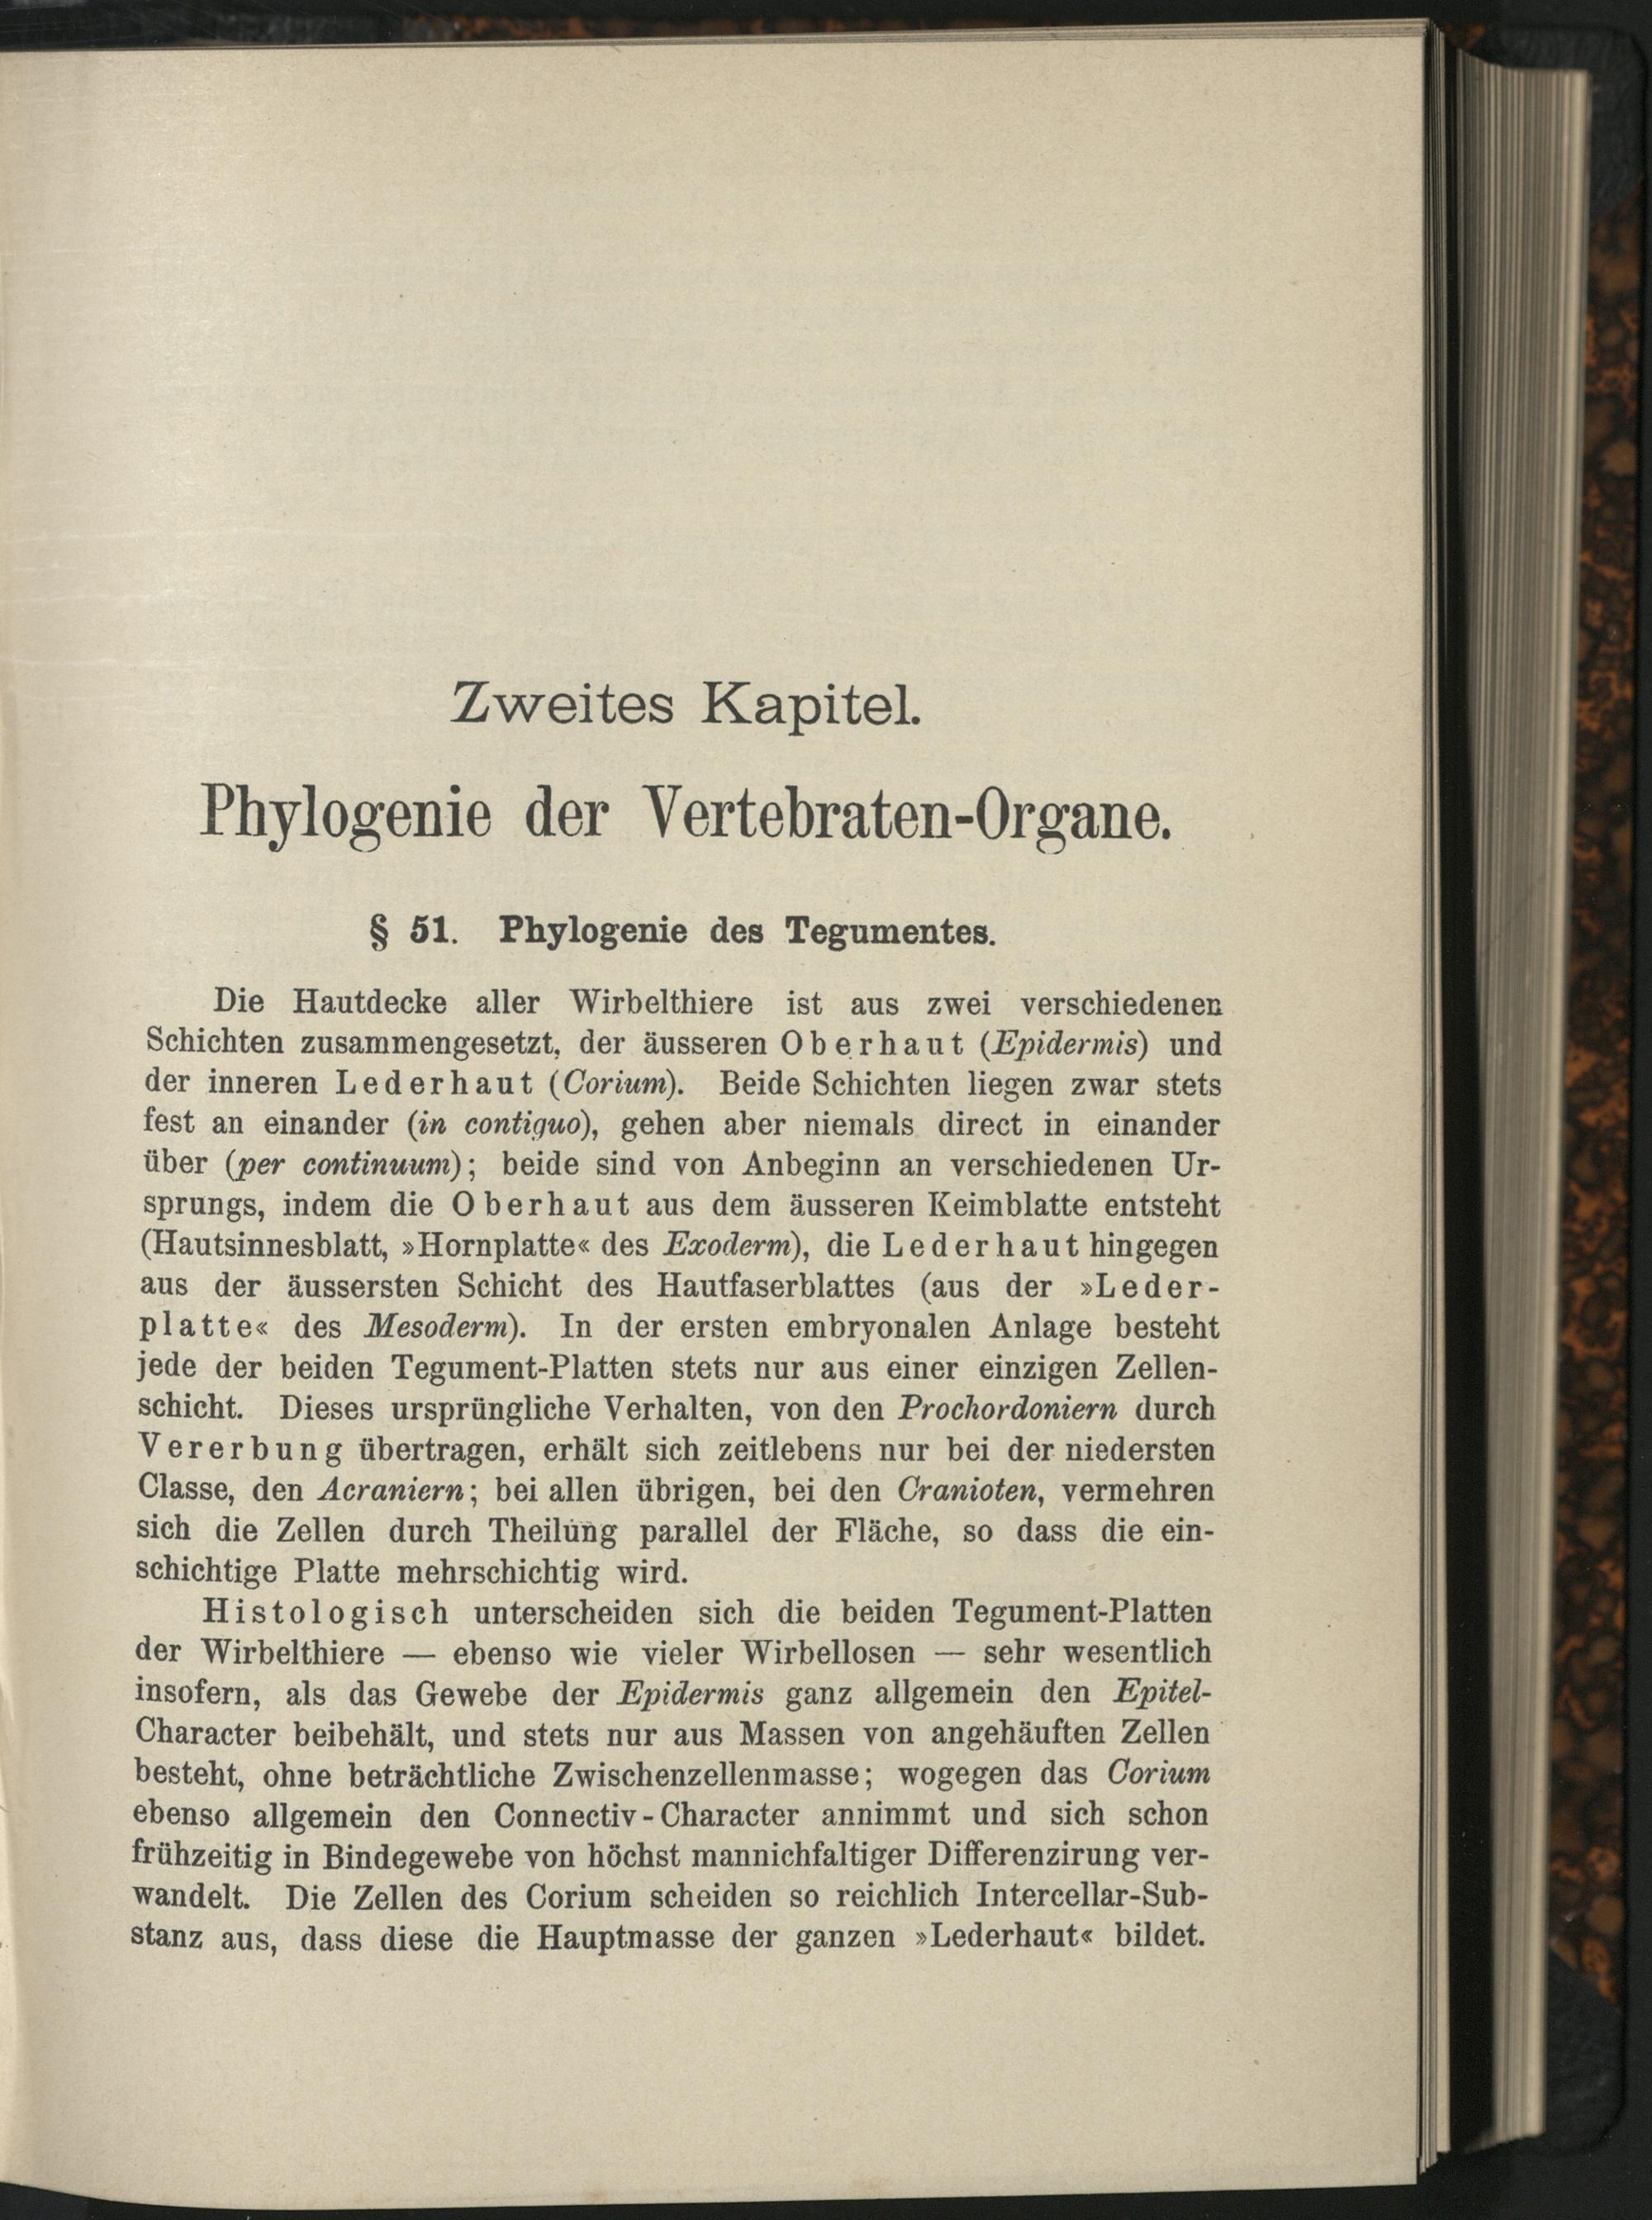 Zweites Kapitel.
Phylogenie der Vertebraten-Organe.
§ 51. Phylogenie des Tegumentes.
Die Hautdecke aller Wirbelthiere ist aus zwei verschiedenen
Schichten zusammengesetzt, der äusseren Oberhaut (Epidermis) und
der inneren Lederhaut (Corium). Beide Schichten liegen zwar stets
fest an einander (in contiguo), gehen aber niemals direct in einander
über (per continuum); beide sind von Anbeginn an verschiedenen Ur-
sprungs, indem die Oberhaut aus dem äusseren Keimblatte entsteht
(Hautsinnesblatt, »Hornplatte« des Exoderm), die Lederhaut hingegen
aus der äussersten Schicht des Hautfaserblattes (aus der »Leder-
platte« des Mesoderm). In der ersten embryonalen Anlage besteht
jede der beiden Tegument-Platten stets nur aus einer einzigen Zellen-
schicht. Dieses ursprüngliche Verhalten, von den Prochordoniern durch
Vererbung übertragen, erhält sich zeitlebens nur bei der niedersten
Classe, den Acraniern; bei allen übrigen, bei den Cranioten, vermehren
sich die Zellen durch Theilung parallel der Fläche, so dass die ein-
schichtige Platte mehrschichtig wird.
Histologisch unterscheiden sich die beiden Tegument-Platten
der Wirbelthiere — ebenso wie vieler Wirbellosen — sehr wesentlich
insofern, als das Gewebe der Epidermis ganz allgemein den Epitel-
Character beibehält, und stets nur aus Massen von angehäuften Zellen
besteht, ohne beträchtliche Zwischenzellenmasse; wogegen das Corium
ebenso allgemein den Connectiv-Character annimmt und sich schon
frühzeitig in Bindegewebe von höchst mannichfaltiger Differenzirung ver-
wandelt. Die Zellen des Corium scheiden so reichlich Intercellar-Sub-
stanz aus, dass diese die Hauptmasse der ganzen »Lederhaut« bildet.